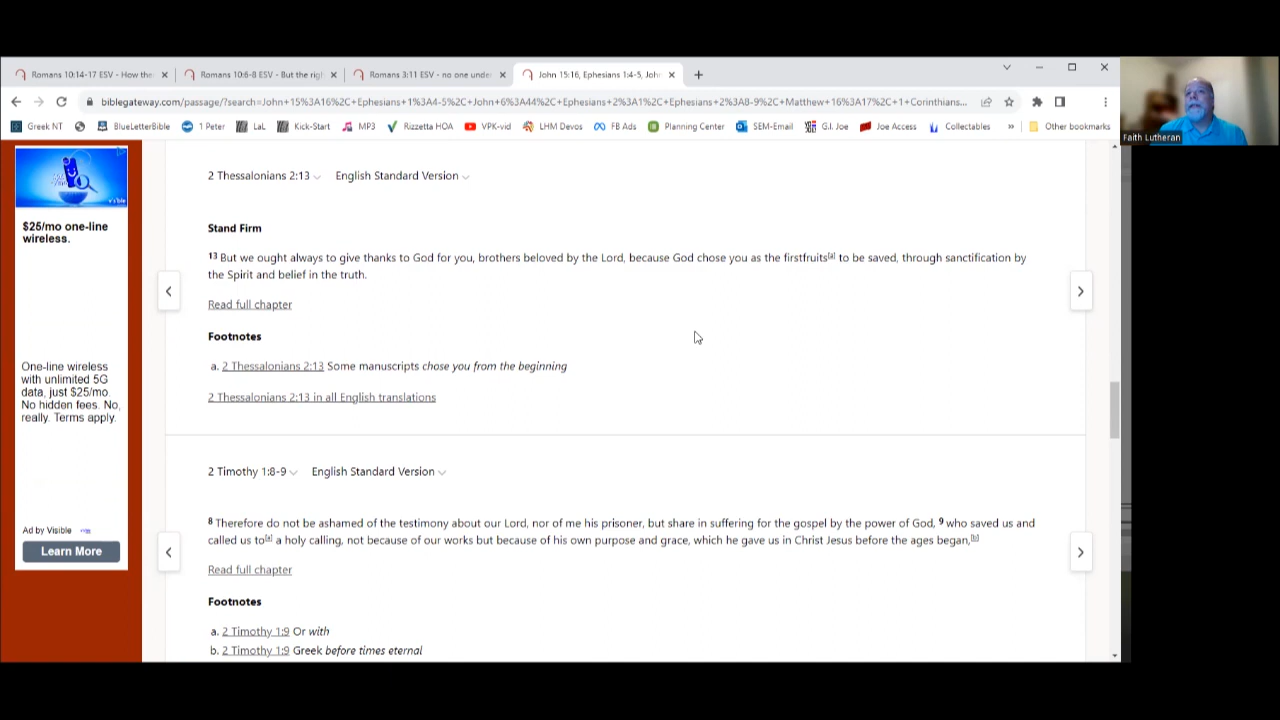 Romans 10:14-17 ESV - How the
Romans 10:6-8 ESV - But the rig
Romans 3:11 ESV - no one unde
John 15:16, Ephesians 1:4-5, Joh
biblegateway.com/passage/?search=John+15%3A16%2C+Ephesians+1%3A4-5%2C+John+6%3A44%2C+Ephesians+2%3A1%2C+Ephesians+2%3A8-9%2C+Matthew+16%3A17%2C+1+Corinthians...
Greek NT BlueLetterBible 1 Peter LaL Kick-Start MP3 Rizzetta HOA VPK-vid LHM Devos FB Ads Planning Center SEM-Email G.I. Joe Joe Access Collectables » Other bookmarks
Faith Lutheran
$25/mo one-line
wireless.
One-line wireless
with unlimited 5G
data, just $25/mo.
No hidden fees. No,
really. Terms apply.
Ad by Visible
Learn More
2 Thessalonians 2:13 English Standard Version
Stand Firm
13 But we ought always to give thanks to God for you, brothers beloved by the Lord, because God chose you as the firstfruits[a] to be saved, through sanctification by
the Spirit and belief in the truth.
Read full chapter
Footnotes
a. 2 Thessalonians 2:13 Some manuscripts chose you from the beginning
2 Thessalonians 2:13 in all English translations
2 Timothy 1:8-9 English Standard Version
8 Therefore do not be ashamed of the testimony about our Lord, nor of me his prisoner, but share in suffering for the gospel by the power of God, 9 who saved us and
called us to[a] a holy calling, not because of our works but because of his own purpose and grace, which he gave us in Christ Jesus before the ages began,[b]
Read full chapter
Footnotes
a. 2 Timothy 1:9 Or with
b. 2 Timothy 1:9 Greek before times eternal